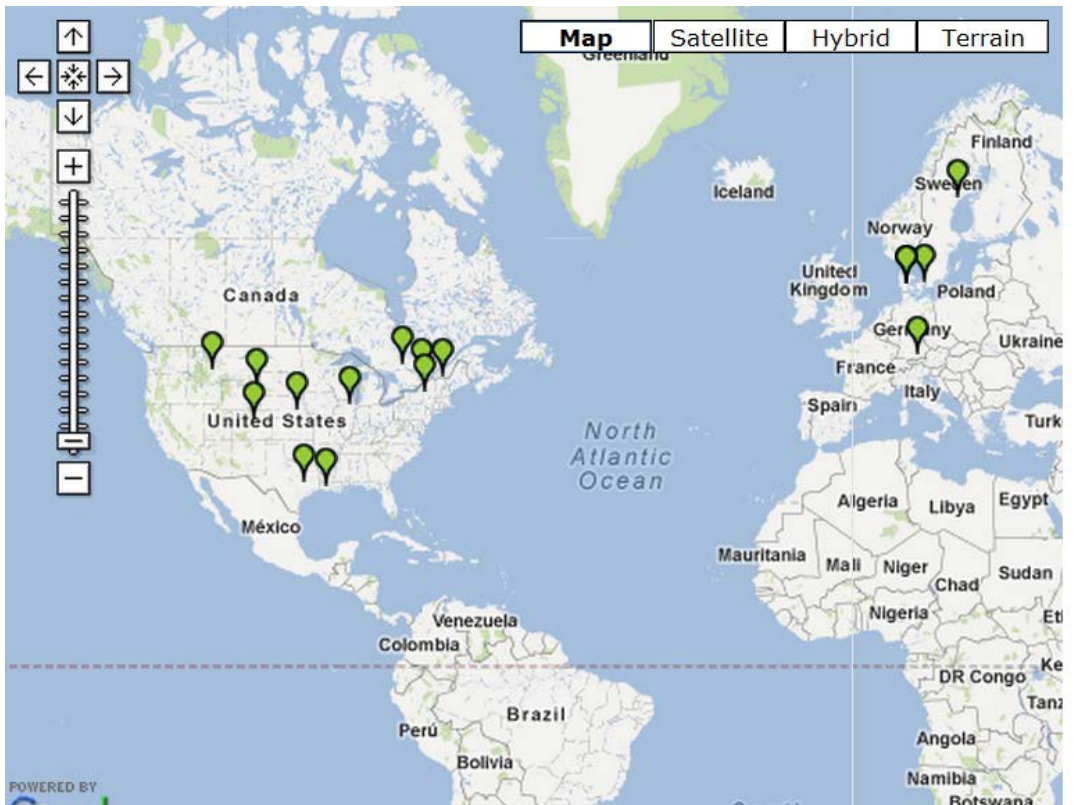 Map
Satellite
Hybrid
Terrain
Greenland
Finland
Iceland
Sweden
Norway
United
Kingdom
Poland
Canada
Germany
Ukraine
France
Italy
United States
Spain
North
Atlantic
Ocean
Turk
Algeria
Libya
Egypt
México
Mauritania
Mali
Niger
Sudan
Chad
Nigeria
Et
Venezuela
Colombia
Ke
DR Congo
Tanz
Brazil
Perú
Angola
Bolivia
Namibia
POWERED BY
Botswana